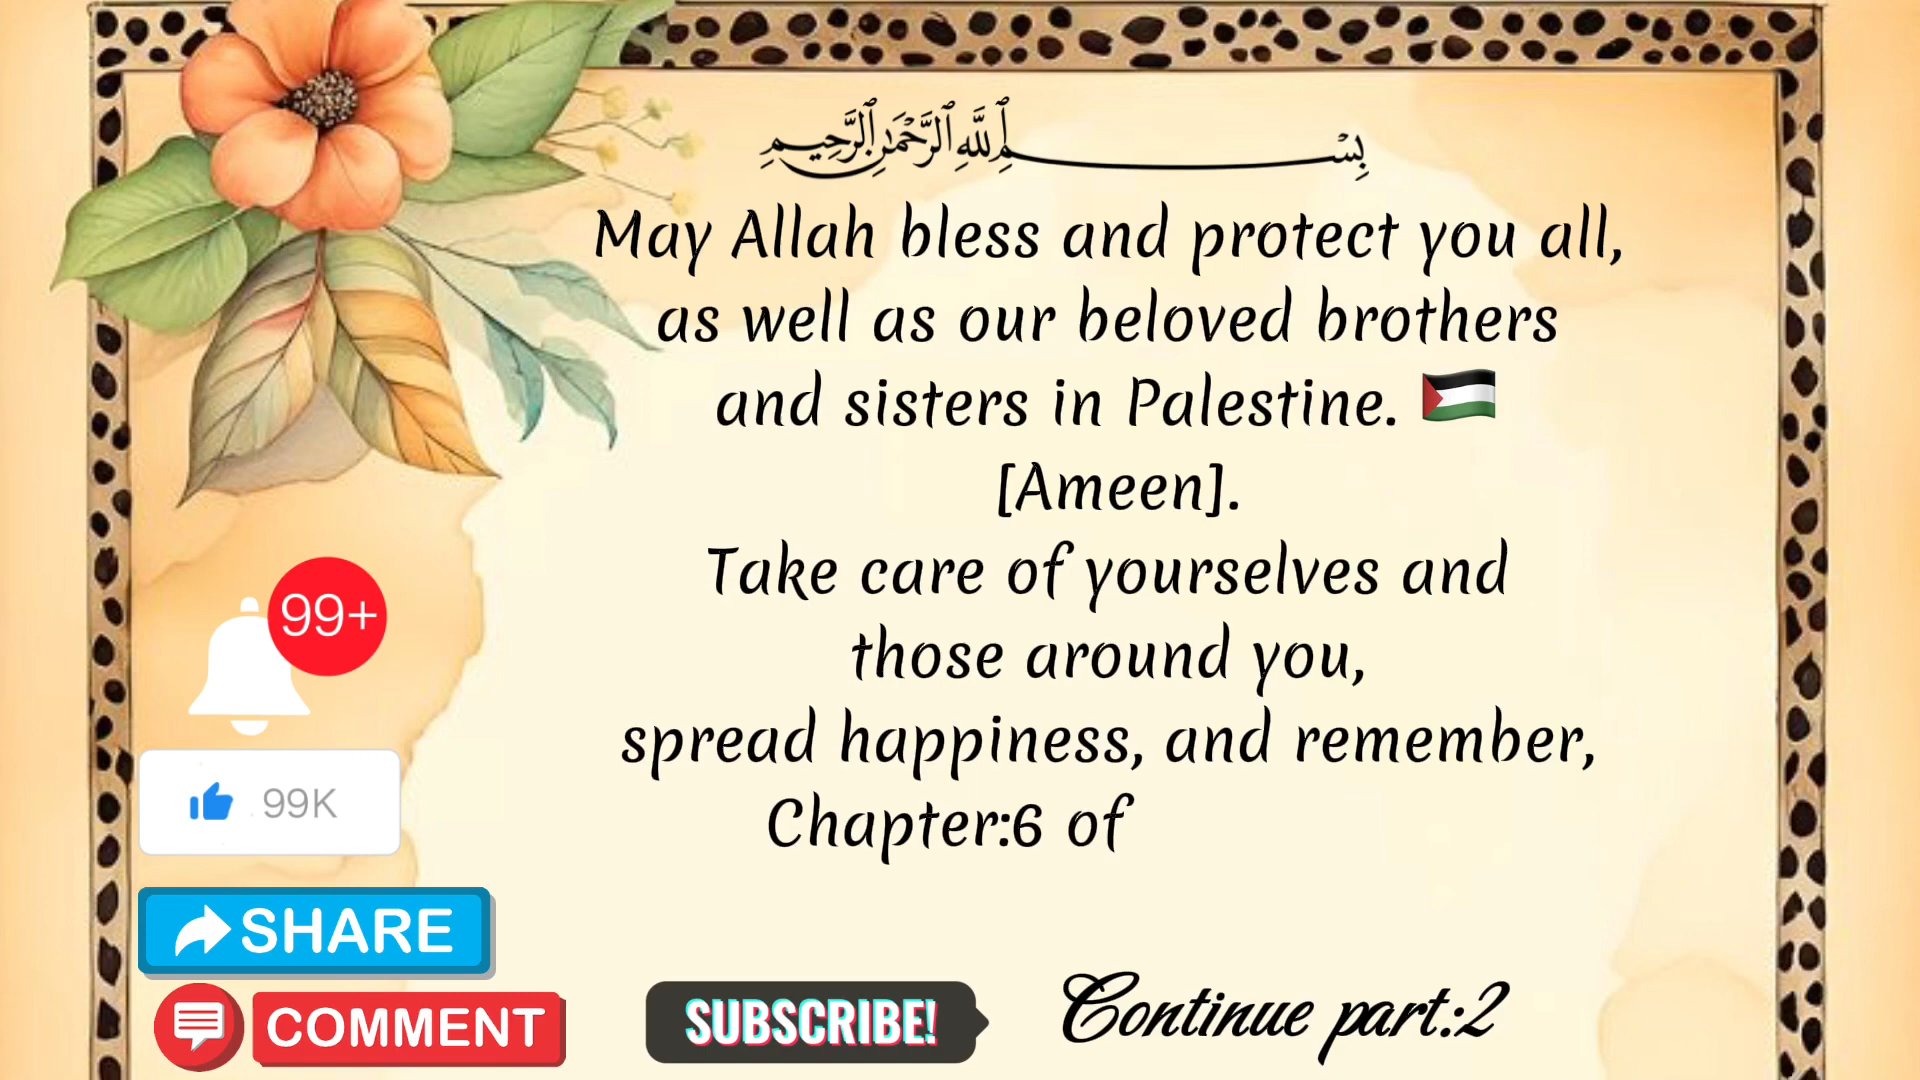 بِسْمِ ٱللَّهِ ٱلرَّحْمَٰنِ ٱلرَّحِيمِ
May Allah bless and protect you all,
as well as our beloved brothers
and sisters in Palestine. 🇵🇸
[Ameen].
Take care of yourselves and
those around you,
spread happiness, and remember,
Chapter:6 of
99+
99K
SHARE
COMMENT
SUBSCRIBE!
Continue part:2